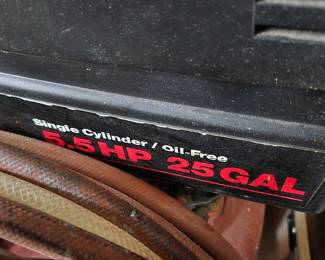 Single Cylinder / Oil-Free
5.5 HP 25 GAL